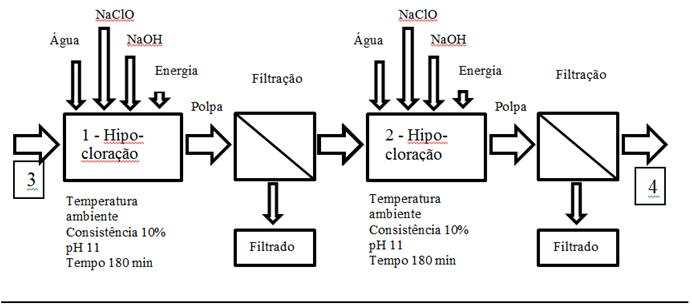 NaClO
Água
NaOH
Energia
Filtração
1 - Hipo-
cloração
Polpa
3
Temperatura
ambiente
Consistência 10%
pH 11
Tempo 180 min
Filtrado
NaClO
Água
NaOH
Energia
Filtração
2 - Hipo-
cloração
Polpa
4
Temperatura
ambiente
Consistência 10%
pH 11
Tempo 180 min
Filtrado